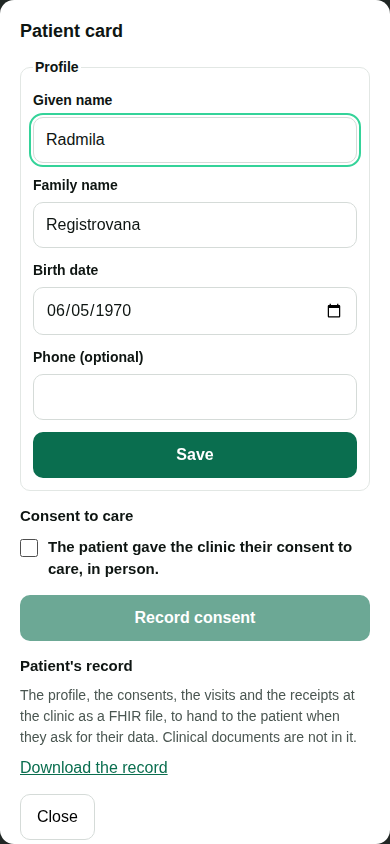 Patient card
Profile
Given name
Radmila
Family name
Registrovana
Birth date
06/05/1970
Phone (optional)
Save
Consent to care
The patient gave the clinic their consent to
care, in person.
Record consent
Patient's record
The profile, the consents, the visits and the receipts at
the clinic as a FHIR file, to hand to the patient when
they ask for their data. Clinical documents are not in it.
Download the record
Close